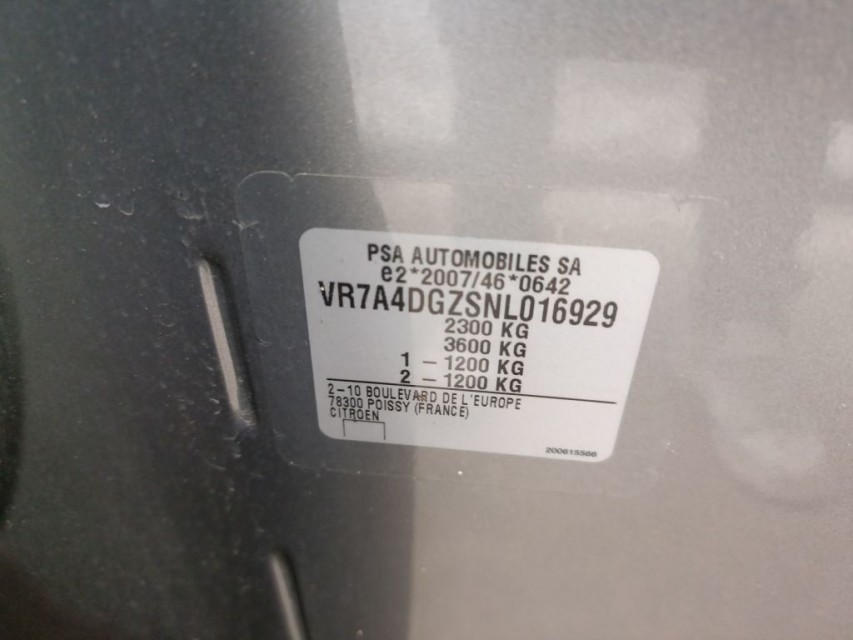 PSA AUTOMOBILES SA
e2*2007/46*0642
VR7A4DGZSNL016929
2300 KG
3600 KG
1 - 1200 KG
2 - 1200 KG
2-10 BOULEVARD DE L'EUROPE
78300 POISSY (FRANCE)
CITROEN
200615566